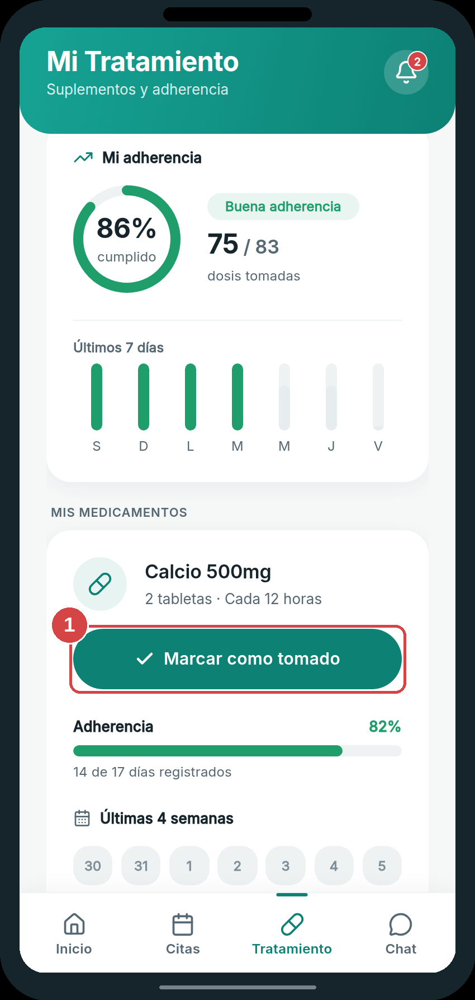 Mi Tratamiento
2
Suplementos y adherencia
Mi adherencia
86%
cumplido
Buena adherencia
75 / 83
dosis tomadas
Últimos 7 días
S D L M M J V
MIS MEDICAMENTOS
Calcio 500mg
2 tabletas · Cada 12 horas
1
Marcar como tomado
Adherencia 82%
14 de 17 días registrados
Últimas 4 semanas
30 31 1 2 3 4 5
Inicio Citas Tratamiento Chat